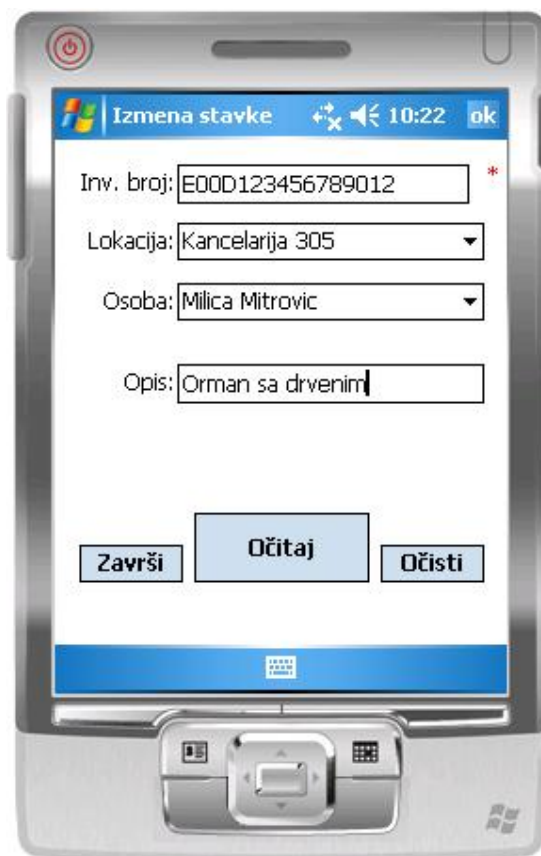 Izmena stavke 10:22 ok
Inv. broj: E00D123456789012 *
Lokacija: Kancelarija 305
Osoba: Milica Mitrovic
Opis: Orman sa drvenim
Završi Očitaj Očisti